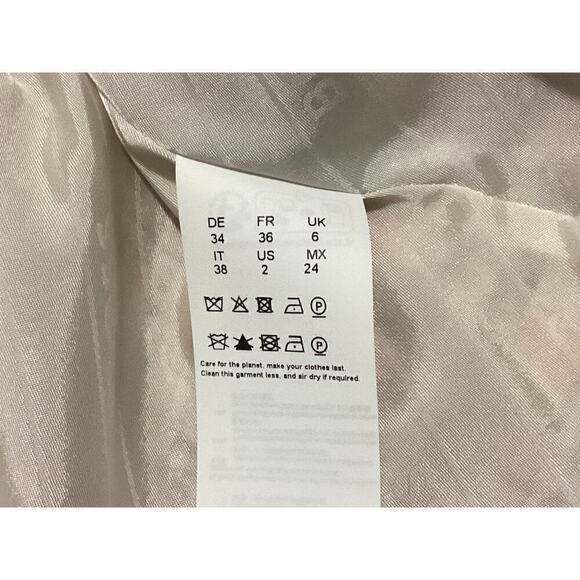 B
DE FR UK
34 36 6
IT US MX
38 2 24
P
P
Care for the planet, make your clothes last.
Clean this garment less, and air dry if required.